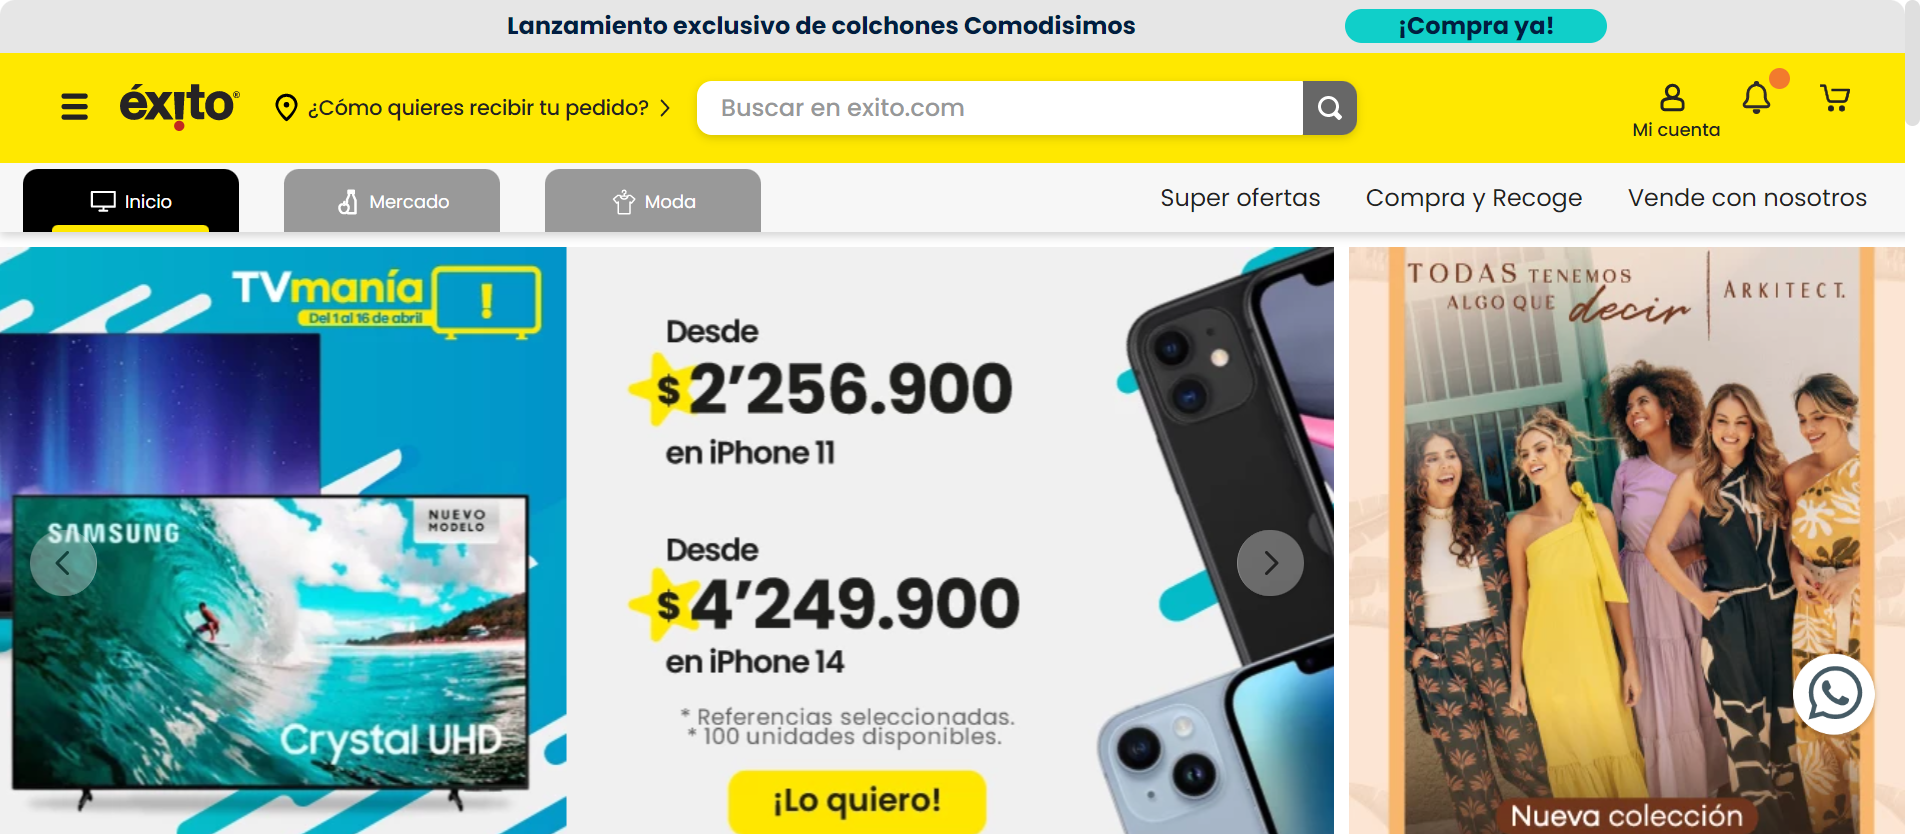 Lanzamiento exclusivo de colchones Comodisimos
¡Compra ya!
éxito®
¿Cómo quieres recibir tu pedido?
Buscar en exito.com
Mi cuenta
Inicio
Mercado
Moda
Super ofertas
Compra y Recoge
Vende con nosotros
TVmanía
Del 1 al 16 de abril
SAMSUNG
NUEVO
MODELO
Crystal UHD
Desde
$ 2'256.900
en iPhone 11
Desde
$ 4'249.900
en iPhone 14
* Referencias seleccionadas.
* 100 unidades disponibles.
¡Lo quiero!
TODAS TENEMOS
ALGO QUE decir
ARKITECT.
Nueva colección